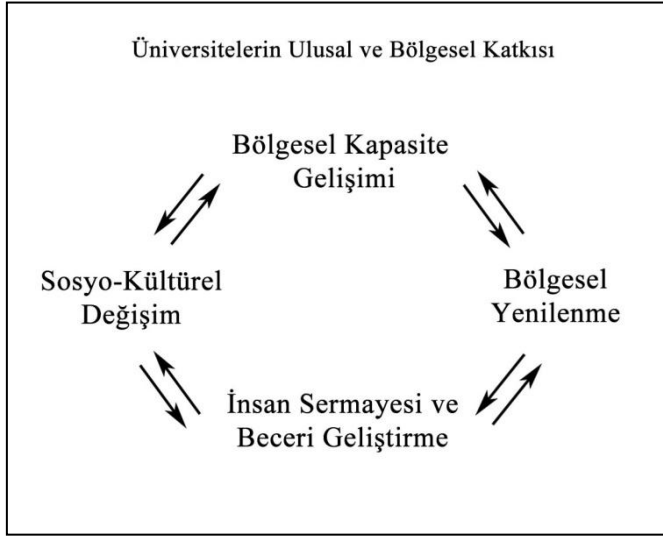 Üniversitelerin Ulusal ve Bölgesel Katkısı
Bölgesel Kapasite
Gelişimi
Sosyo-Kültürel
Değişim
Bölgesel
Yenilenme
İnsan Sermayesi ve
Beceri Geliştirme